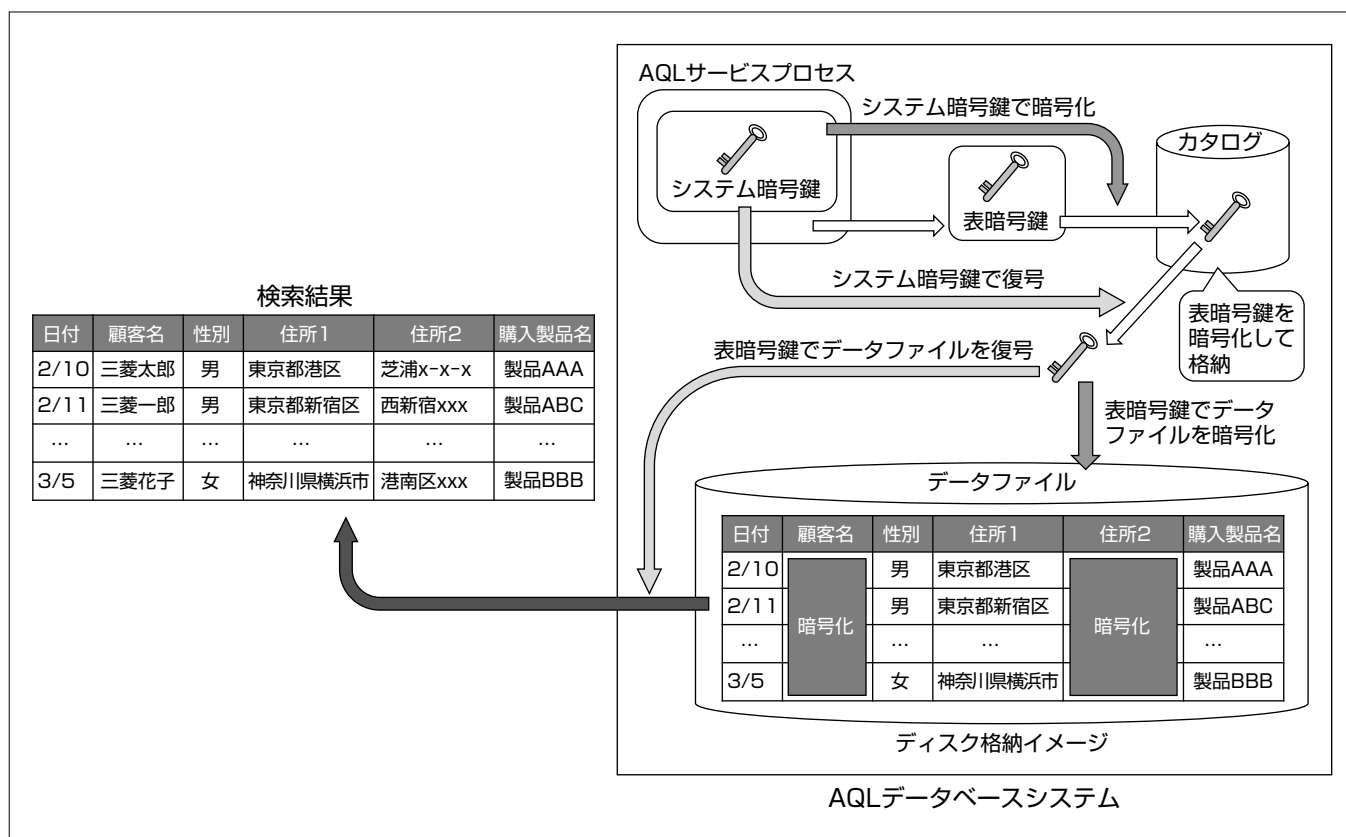 AQLサービスプロセス
システム暗号鍵で暗号化
カタログ
システム暗号鍵
表暗号鍵
システム暗号鍵で復号
表暗号鍵を
暗号化して
格納
検索結果
日付 顧客名 性別 住所1 住所2 購入製品名
2/10 三菱太郎 男 東京都港区 芝浦x-x-x 製品AAA
2/11 三菱一郎 男 東京都新宿区 西新宿xxx 製品ABC
… … … … … …
3/5 三菱花子 女 神奈川県横浜市 港南区xxx 製品BBB
表暗号鍵でデータファイルを復号
表暗号鍵でデータ
ファイルを暗号化
データファイル
日付 顧客名 性別 住所1 住所2 購入製品名
2/10 男 東京都港区 製品AAA
2/11 男 東京都新宿区 製品ABC
暗号化 暗号化
… … … …
3/5 女 神奈川県横浜市 製品BBB
ディスク格納イメージ
AQLデータベースシステム